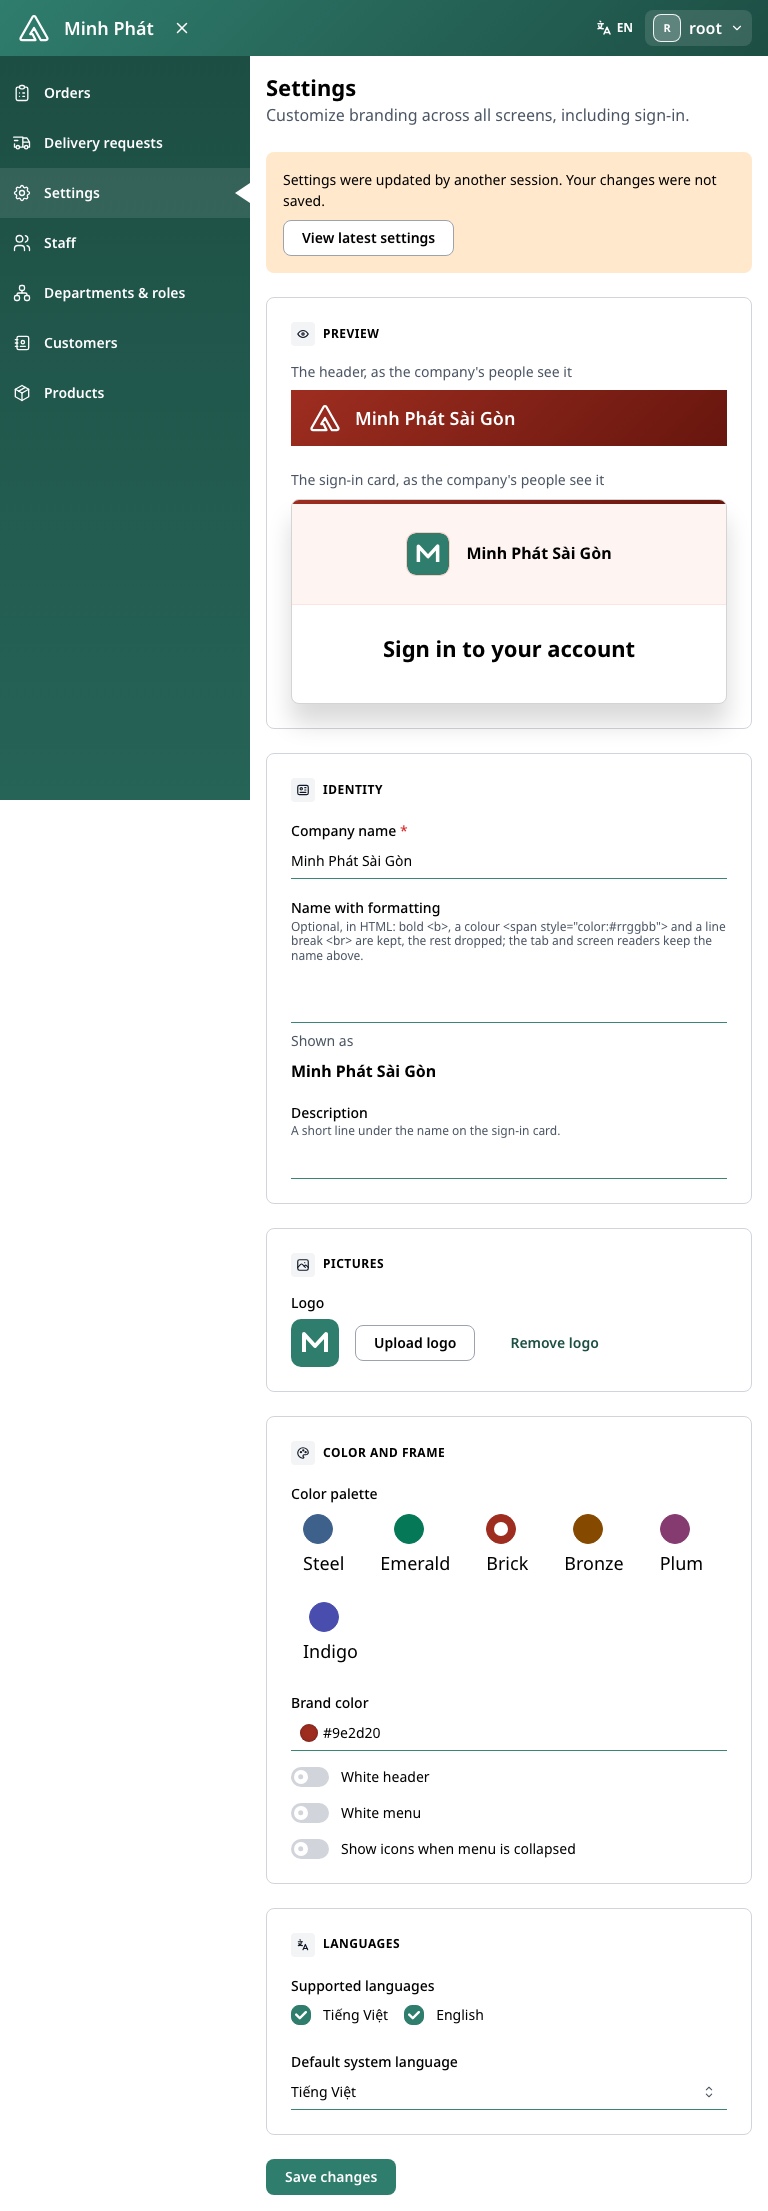 Minh Phát
EN
R
root
Orders
Delivery requests
Settings
Staff
Departments & roles
Customers
Products
Settings
Customize branding across all screens, including sign-in.
Settings were updated by another session. Your changes were not
saved.
View latest settings
PREVIEW
The header, as the company's people see it
Minh Phát Sài Gòn
The sign-in card, as the company's people see it
M
Minh Phát Sài Gòn
Sign in to your account
IDENTITY
Company name *
Minh Phát Sài Gòn
Name with formatting
Optional, in HTML: bold <b>, a colour <span style="color:#rrggbb"> and a line
break <br> are kept, the rest dropped; the tab and screen readers keep the
name above.
Shown as
Minh Phát Sài Gòn
Description
A short line under the name on the sign-in card.
PICTURES
Logo
M
Upload logo
Remove logo
COLOR AND FRAME
Color palette
Steel
Emerald
Brick
Bronze
Plum
Indigo
Brand color
#9e2d20
White header
White menu
Show icons when menu is collapsed
LANGUAGES
Supported languages
Tiếng Việt
English
Default system language
Tiếng Việt
Save changes